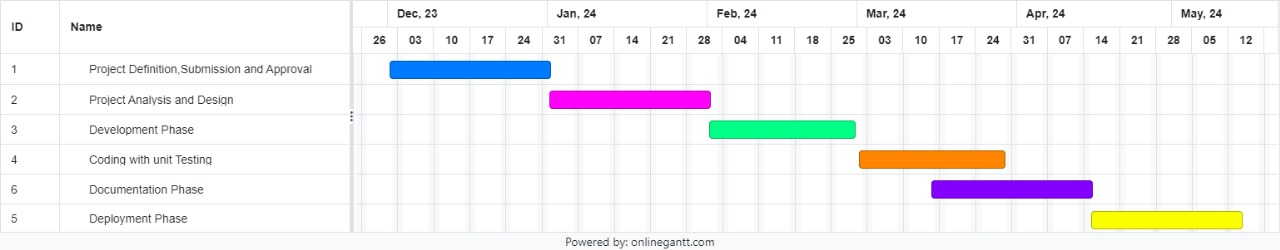 ID Name Dec, 23 Jan, 24 Feb, 24 Mar, 24 Apr, 24 May, 24
26 03 10 17 24 31 07 14 21 28 04 11 18 25 03 10 17 24 31 07 14 21 28 05 12
1 Project Definition,Submission and Approval
2 Project Analysis and Design
3 Development Phase
4 Coding with unit Testing
6 Documentation Phase
5 Deployment Phase
Powered by: onlinegantt.com